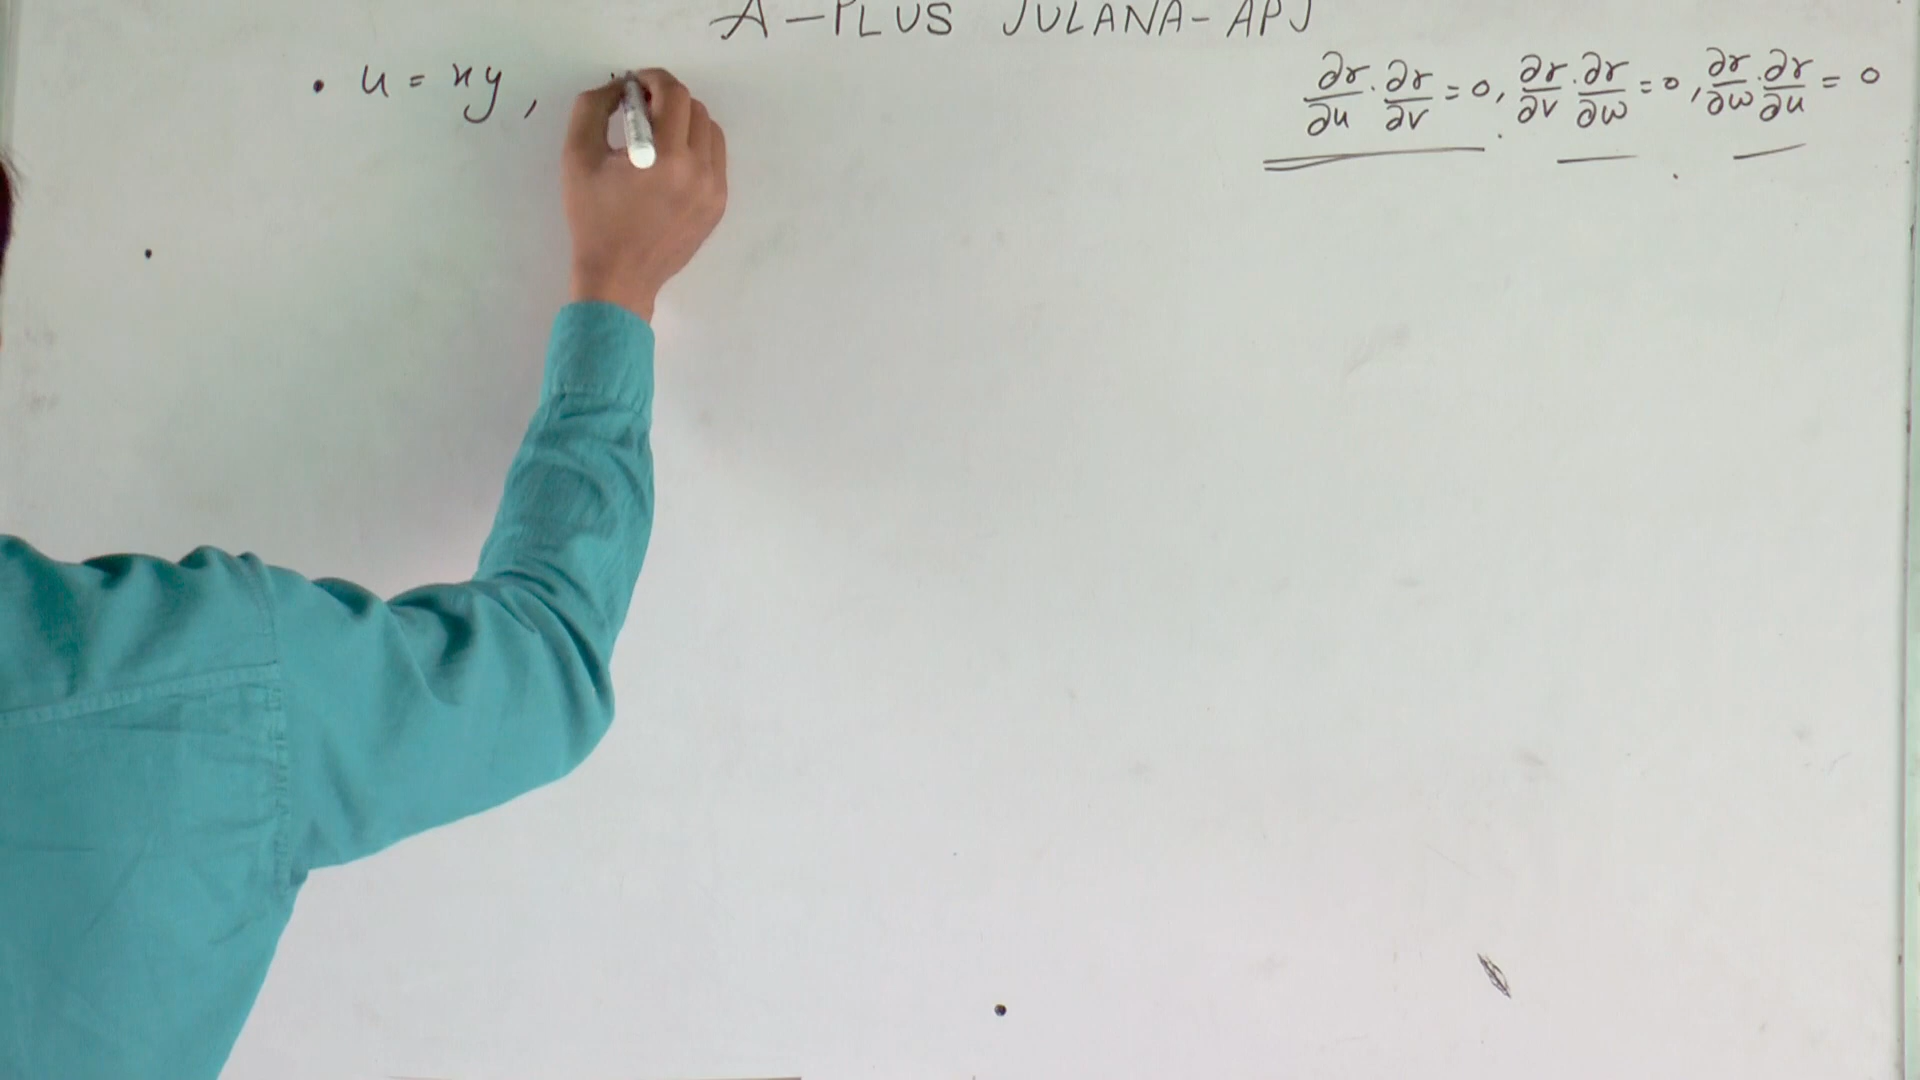 A-PLUS JULANA-APJ
• u = xy,
∂r/∂u · ∂r/∂v = 0, ∂r/∂v · ∂r/∂w = 0, ∂r/∂w · ∂r/∂u = 0